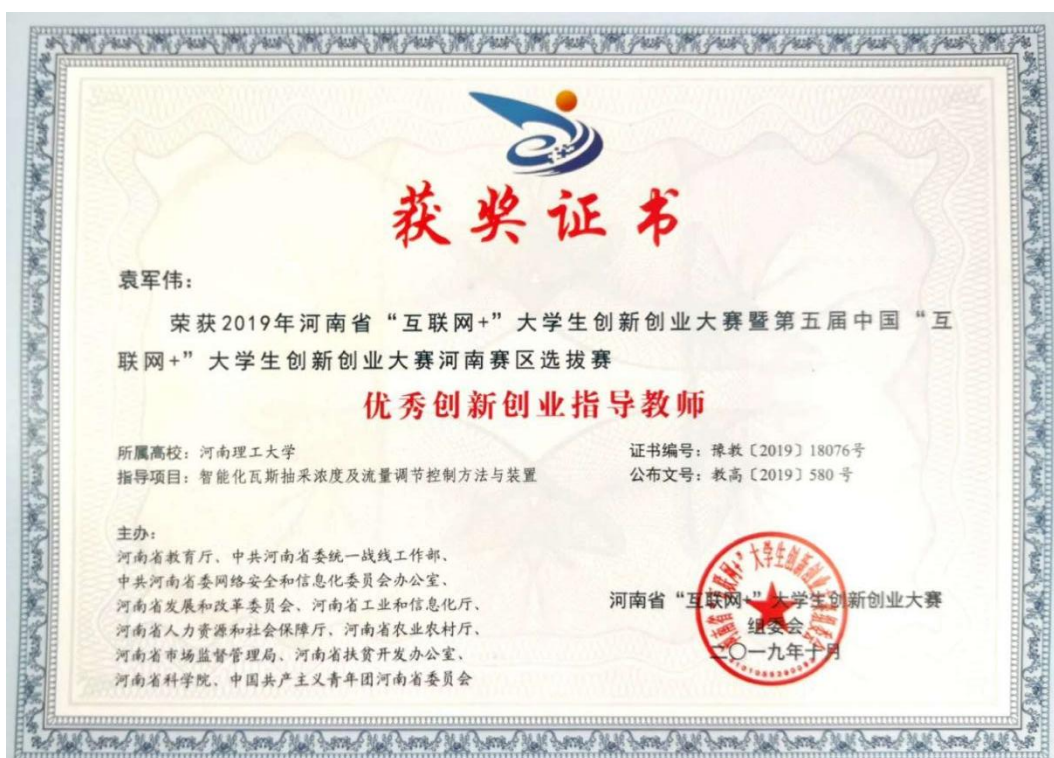 获奖证书
袁军伟：
荣获2019年河南省“互联网+”大学生创新创业大赛暨第五届中国“互
联网+”大学生创新创业大赛河南赛区选拔赛
优秀创新创业指导教师
所属高校：河南理工大学
指导项目：智能化瓦斯抽采浓度及流量调节控制方法与装置
证书编号：豫教〔2019〕18076号
公布文号：教高〔2019〕580号
主办：
河南省教育厅、中共河南省委统一战线工作部、
中共河南省委网络安全和信息化委员会办公室、
河南省发展和改革委员会、河南省工业和信息化厅、
河南省人力资源和社会保障厅、河南省农业农村厅、
河南省市场监督管理局、河南省扶贫开发办公室、
河南省科学院、中国共产主义青年团河南省委员会
河南省“互联网+”大学生创新创业大赛
组委会
二〇一九年十月